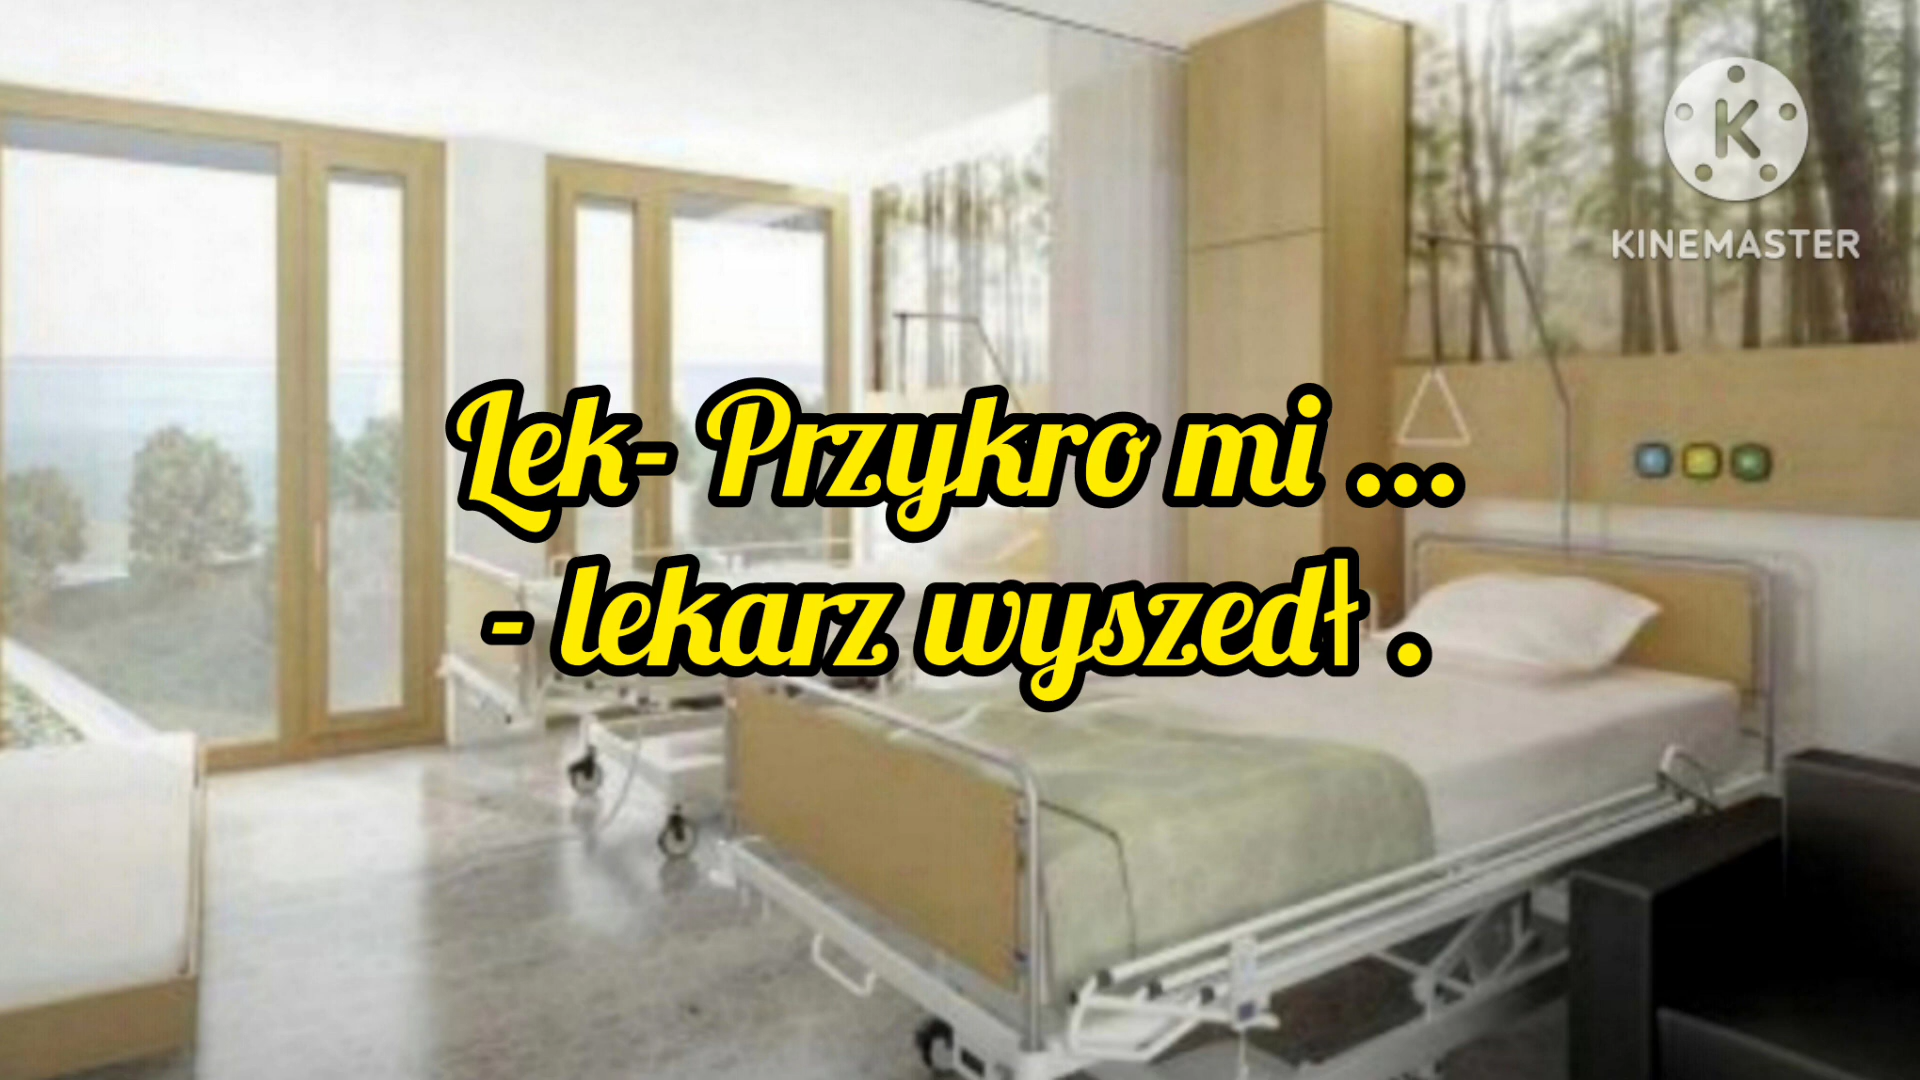 K
KINEMASTER
Lek- Przykro mi ...
- lekarz wyszedł .